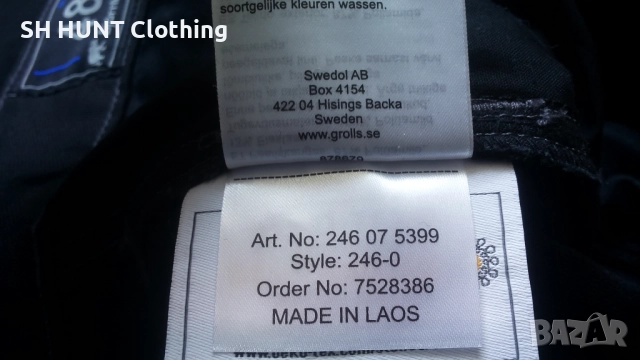 SH HUNT Clothing
soortgelijke kleuren wassen.
Swedol AB
Box 4154
422 04 Hisings Backa
Sweden
www.grolls.se
Art. No: 246 07 5399
Style: 246-0
Order No: 7528386
MADE IN LAOS
BAZAR